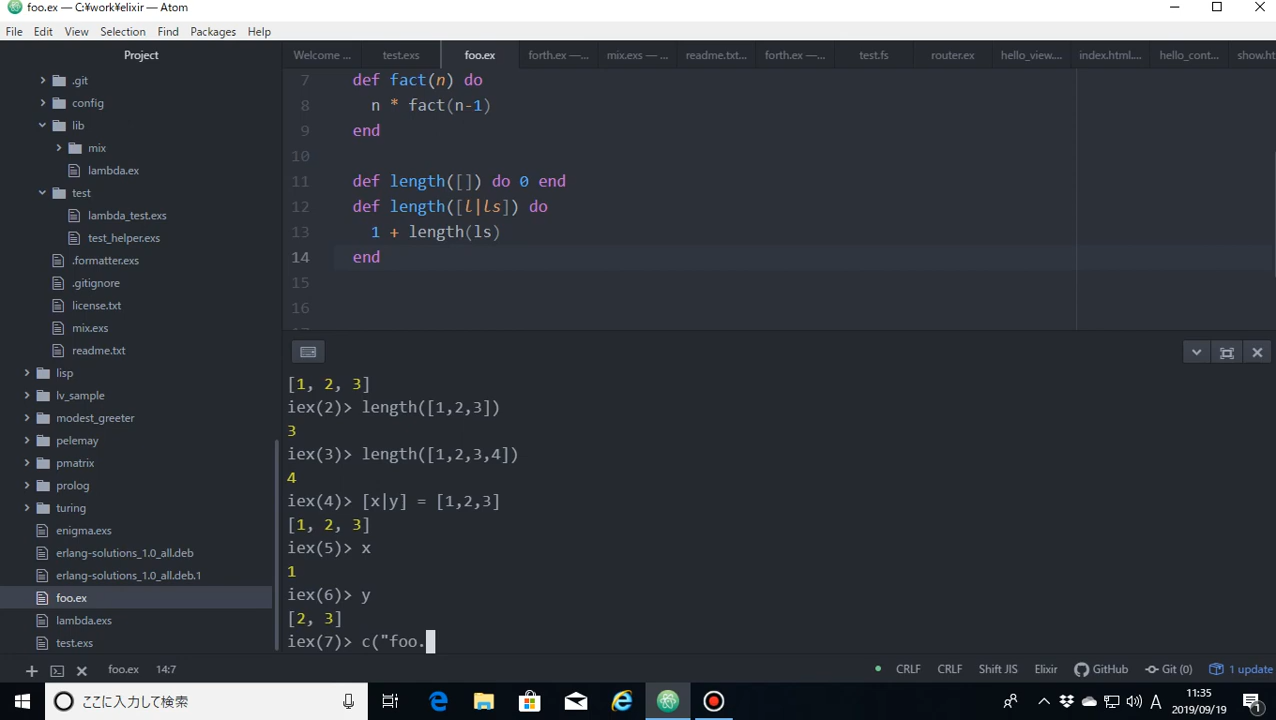 foo.ex — C:¥work¥elixir — Atom
File Edit View Selection Find Packages Help
Project
Welcome ... test.exs foo.ex forth.ex —... mix.exs — ... readme.txt... forth.ex —... test.fs router.ex hello_view.... index.html.... hello_cont... show.ht
.git
config
lib
mix
lambda.ex
test
lambda_test.exs
test_helper.exs
.formatter.exs
.gitignore
license.txt
mix.exs
readme.txt
lisp
lv_sample
modest_greeter
pelemay
pmatrix
prolog
turing
enigma.exs
erlang-solutions_1.0_all.deb
erlang-solutions_1.0_all.deb.1
foo.ex
lambda.exs
test.exs
7 def fact(n) do
8 n * fact(n-1)
9 end
10
11 def length([]) do 0 end
12 def length([l|ls]) do
13 1 + length(ls)
14 end
15
16
[1, 2, 3]
iex(2)> length([1,2,3])
3
iex(3)> length([1,2,3,4])
4
iex(4)> [x|y] = [1,2,3]
[1, 2, 3]
iex(5)> x
1
iex(6)> y
[2, 3]
iex(7)> c("foo.
foo.ex 14:7 CRLF CRLF Shift JIS Elixir GitHub Git (0) 1 update
ここに入力して検索
A
11:35
2019/09/19
1